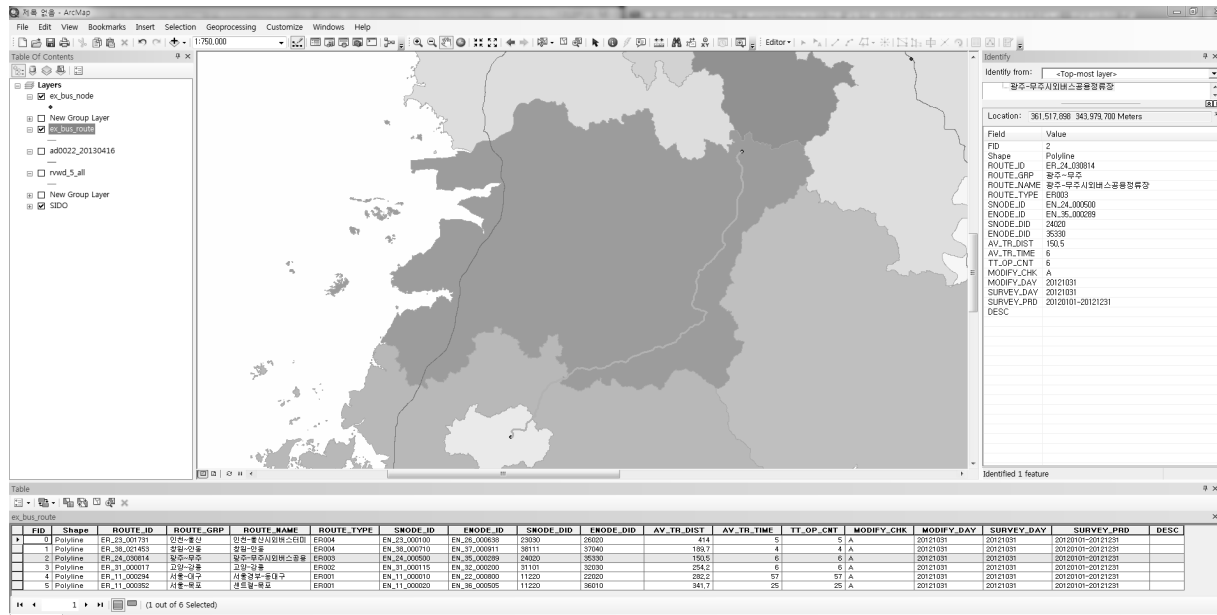 제목 없음 - ArcMap
File Edit View Bookmarks Insert Selection Geoprocessing Customize Windows Help
1:750,000
Editor
Table Of Contents
Layers
ex_bus_node
New Group Layer
ex_bus_route
ad0022_20130416
rvwd_5_all
New Group Layer
SIDO
Identify
Identify from: <Top-most layer>
광주-무주시외버스공용정류장
Location: 361,517,898 343,979,700 Meters
Field Value
FID 2
Shape Polyline
ROUTE_ID ER_24_030814
ROUTE_GRP 광주~무주
ROUTE_NAME 광주-무주시외버스공용정류장
ROUTE_TYPE ER003
SNODE_ID EN_24_000500
ENODE_ID EN_35_000289
SNODE_DID 24020
ENODE_DID 35330
AV_TR_DIST 150,5
AV_TR_TIME 6
TT_OP_CNT 6
MODIFY_CHK A
MODIFY_DAY 20121031
SURVEY_DAY 20121031
SURVEY_PRD 20120101-20121231
DESC
Identified 1 feature
Table
ex_bus_route
FID Shape ROUTE_ID ROUTE_GRP ROUTE_NAME ROUTE_TYPE SNODE_ID ENODE_ID SNODE_DID ENODE_DID AV_TR_DIST AV_TR_TIME TT_OP_CNT MODIFY_CHK MODIFY_DAY SURVEY_DAY SURVEY_PRD DESC
0 Polyline ER_23_001731 인천~울산 인천-울산시외버스터미 ER004 EN_23_000100 EN_26_000638 23030 26020 414 5 5 A 20121031 20121031 20120101-20121231
1 Polyline ER_38_021453 창원~안동 창원-안동 ER004 EN_38_000710 EN_37_000911 38111 37040 189,7 4 4 A 20121031 20121031 20120101-20121231
2 Polyline ER_24_030814 광주~무주 광주-무주시외버스공용 ER003 EN_24_000500 EN_35_000289 24020 35330 150,5 6 6 A 20121031 20121031 20120101-20121231
3 Polyline ER_31_000017 고양~강릉 고양-강릉 ER002 EN_31_000115 EN_32_000200 31101 32030 254,2 6 6 A 20121031 20121031 20120101-20121231
4 Polyline ER_11_000294 서울~대구 서울경부-동대구 ER001 EN_11_000010 EN_22_000800 11220 22020 282,2 57 57 A 20121031 20121031 20120101-20121231
5 Polyline ER_11_000352 서울~목포 센트럴-목포 ER001 EN_11_000020 EN_36_000505 11220 36010 341,7 25 25 A 20121031 20121031 20120101-20121231
1 (1 out of 6 Selected)